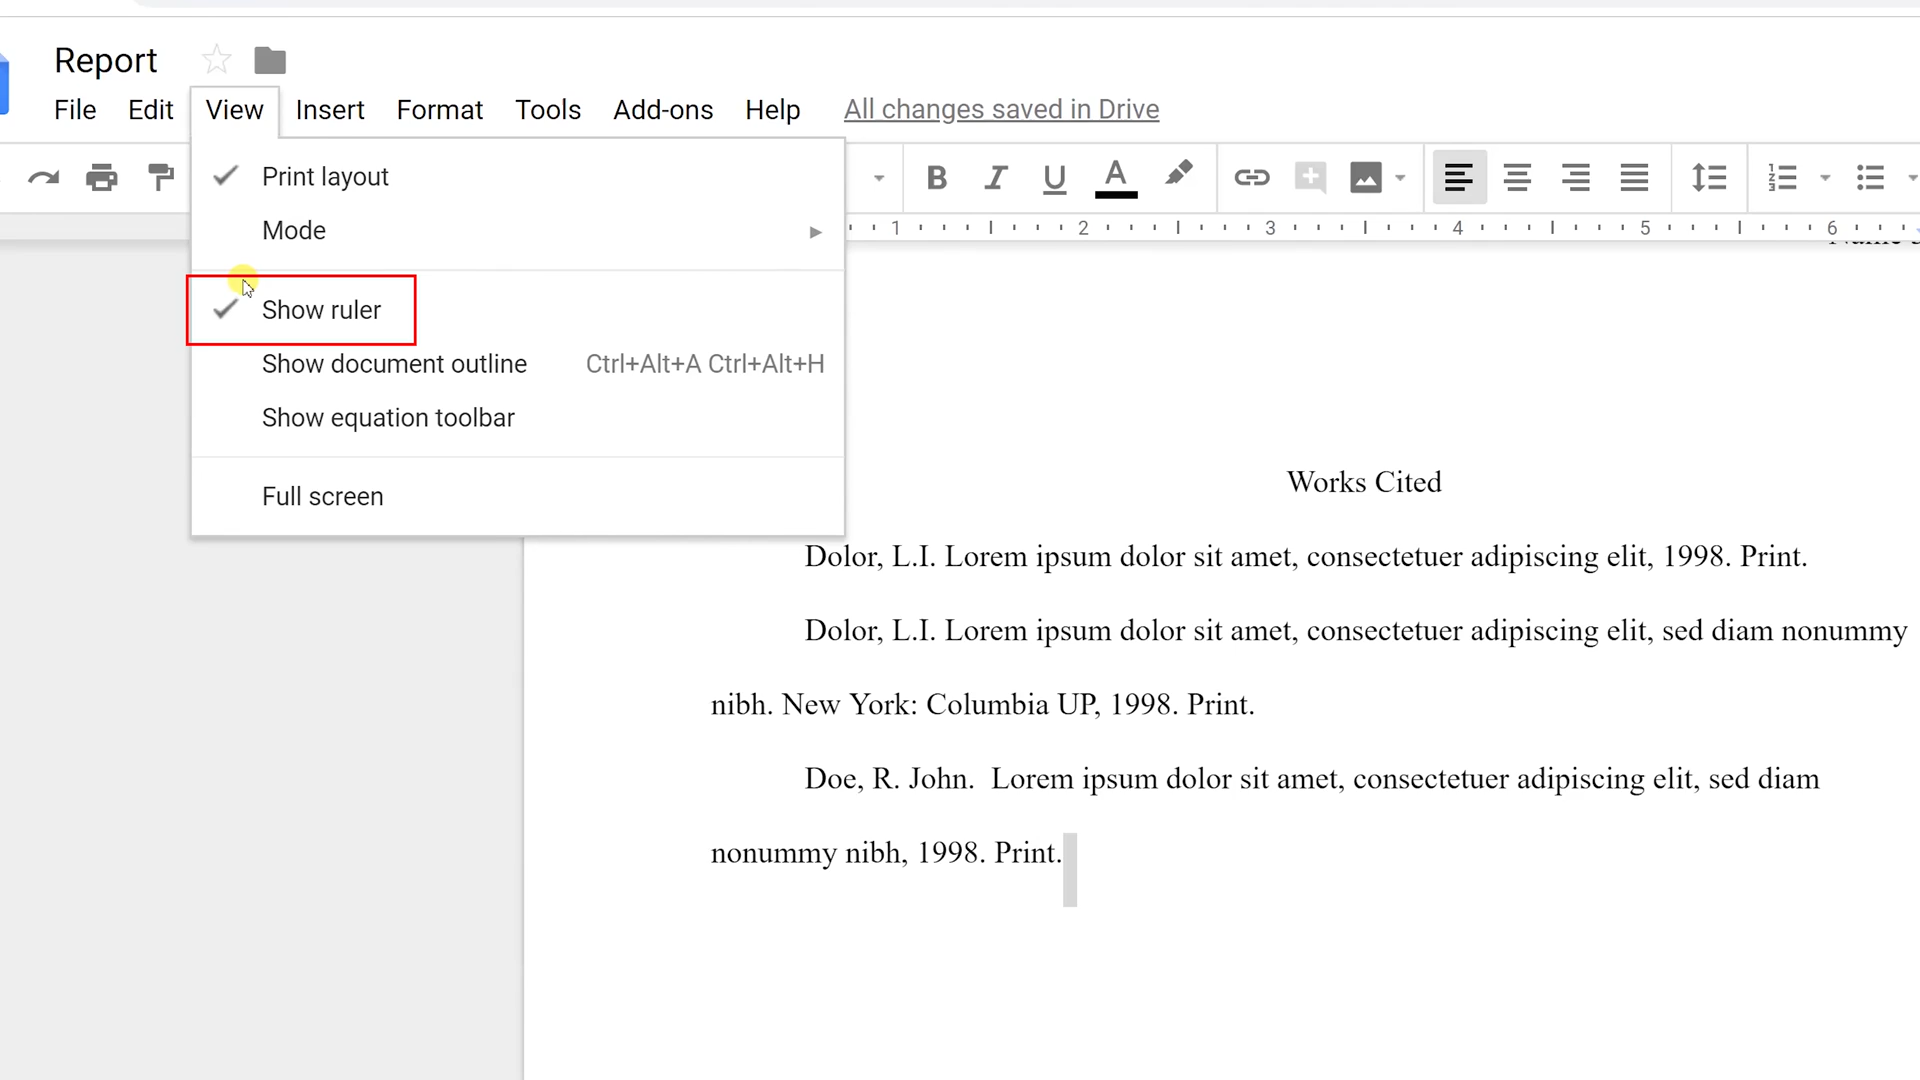 Report
File Edit View Insert Format Tools Add-ons Help All changes saved in Drive
Print layout
Mode
Show ruler
Show document outline Ctrl+Alt+A Ctrl+Alt+H
Show equation toolbar
Full screen
B I U A
1 2 3 4 5 6
Works Cited
Dolor, L.I. Lorem ipsum dolor sit amet, consectetuer adipiscing elit, 1998. Print.
Dolor, L.I. Lorem ipsum dolor sit amet, consectetuer adipiscing elit, sed diam nonummy
nibh. New York: Columbia UP, 1998. Print.
Doe, R. John.  Lorem ipsum dolor sit amet, consectetuer adipiscing elit, sed diam
nonummy nibh, 1998. Print.